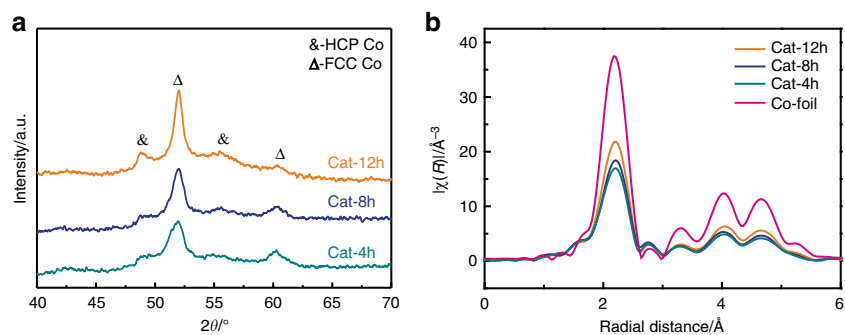 a
&-HCP Co
Δ-FCC Co
Δ
&
&
Δ
Cat-12h
Cat-8h
Cat-4h
Intensity/a.u.
40 45 50 55 60 65 70
2θ/°
b
Cat-12h
Cat-8h
Cat-4h
Co-foil
40
30
20
10
0
|χ(R)|/Å⁻³
0 2 4 6
Radial distance/Å